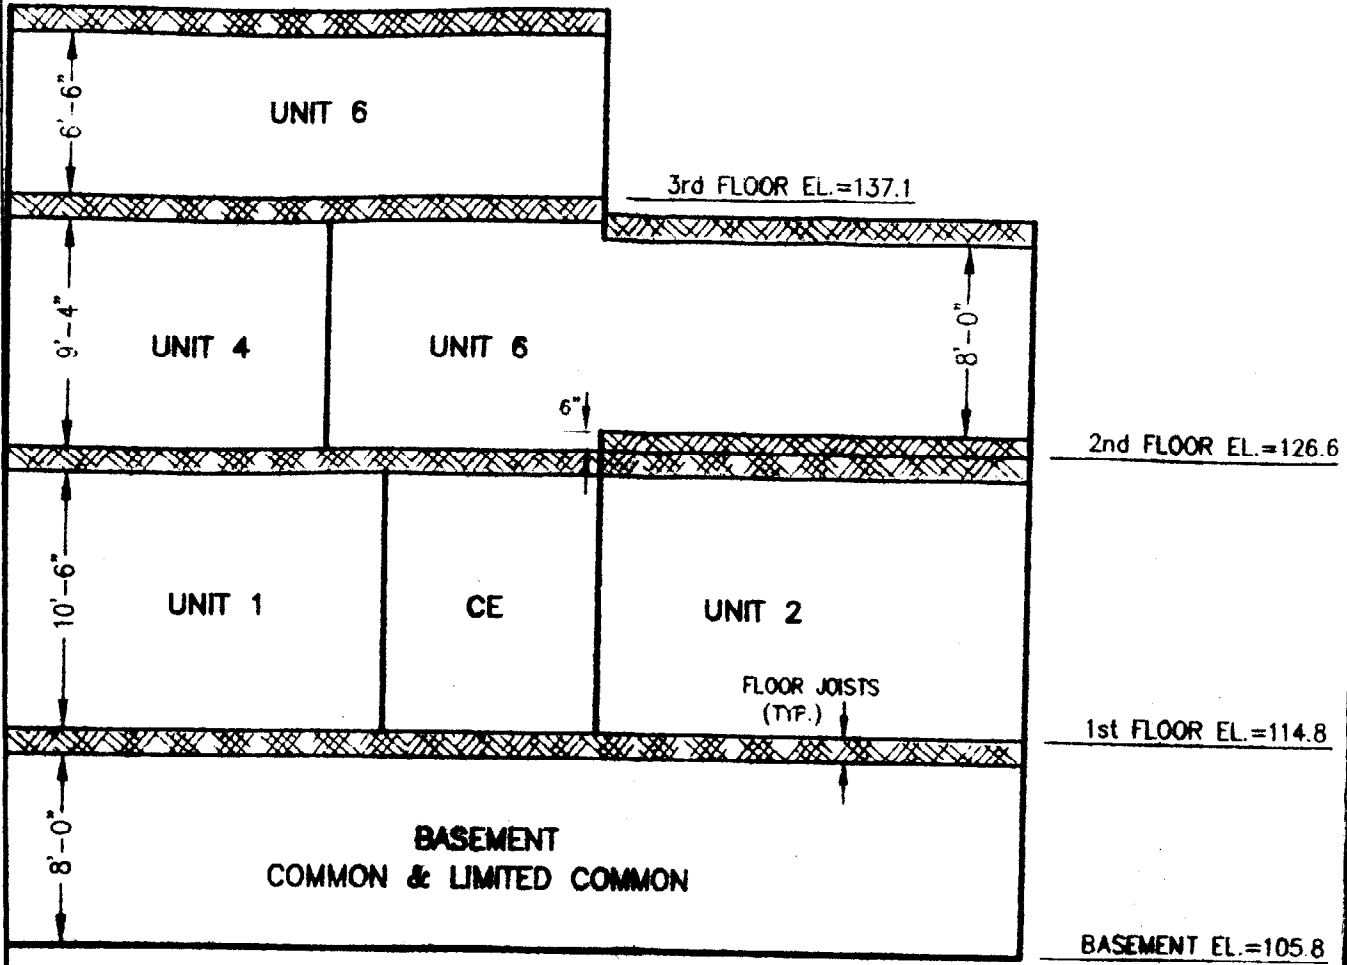 6'-6"
UNIT 6
3rd FLOOR EL.=137.1
9'-4"
UNIT 4
UNIT 6
8'-0"
6"
2nd FLOOR EL.=126.6
10'-6"
UNIT 1
CE
UNIT 2
FLOOR JOISTS
(TYP.)
1st FLOOR EL.=114.8
8'-0"
BASEMENT
COMMON & LIMITED COMMON
BASEMENT EL.=105.8